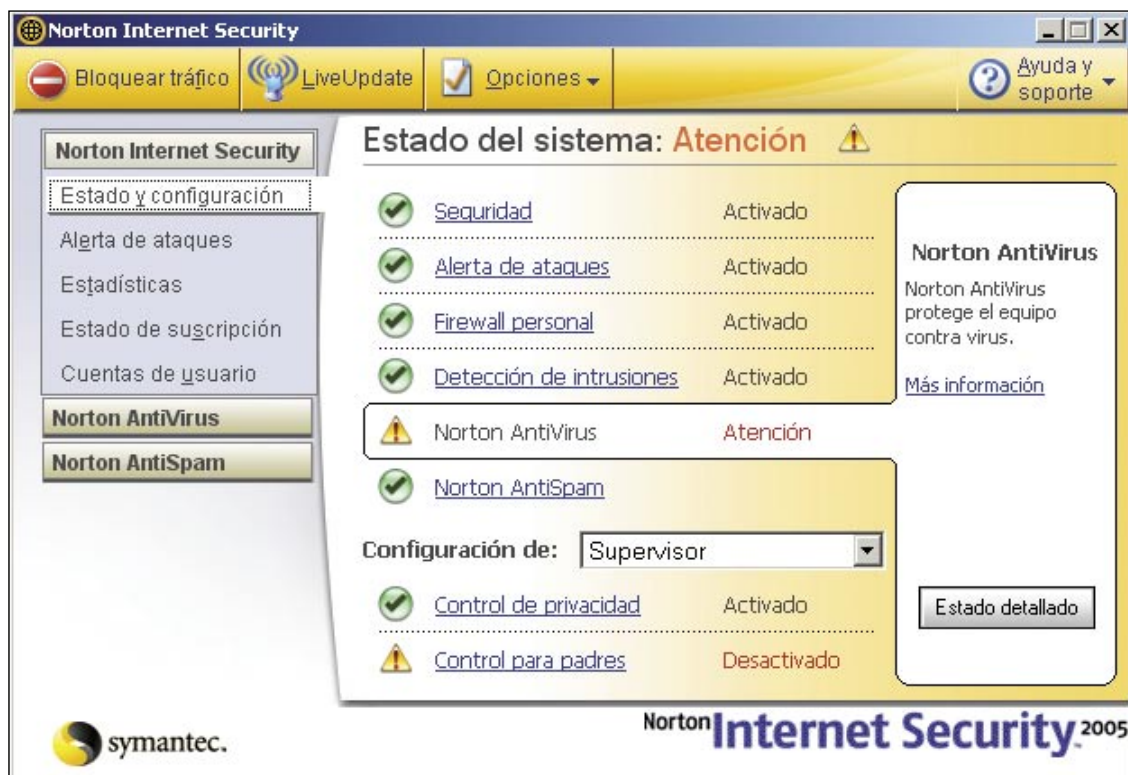 Norton Internet Security
Bloquear tráfico
LiveUpdate
Opciones
Ayuda y
soporte
Norton Internet Security
Estado y configuración
Alerta de ataques
Estadísticas
Estado de suscripción
Cuentas de usuario
Norton AntiVirus
Norton AntiSpam
Estado del sistema: Atención
Seguridad Activado
Alerta de ataques Activado
Firewall personal Activado
Detección de intrusiones Activado
Norton AntiVirus Atención
Norton AntiSpam
Configuración de: Supervisor
Control de privacidad Activado
Control para padres Desactivado
Norton AntiVirus
Norton AntiVirus
protege el equipo
contra virus.
Más información
Estado detallado
symantec.
Norton Internet Security 2005